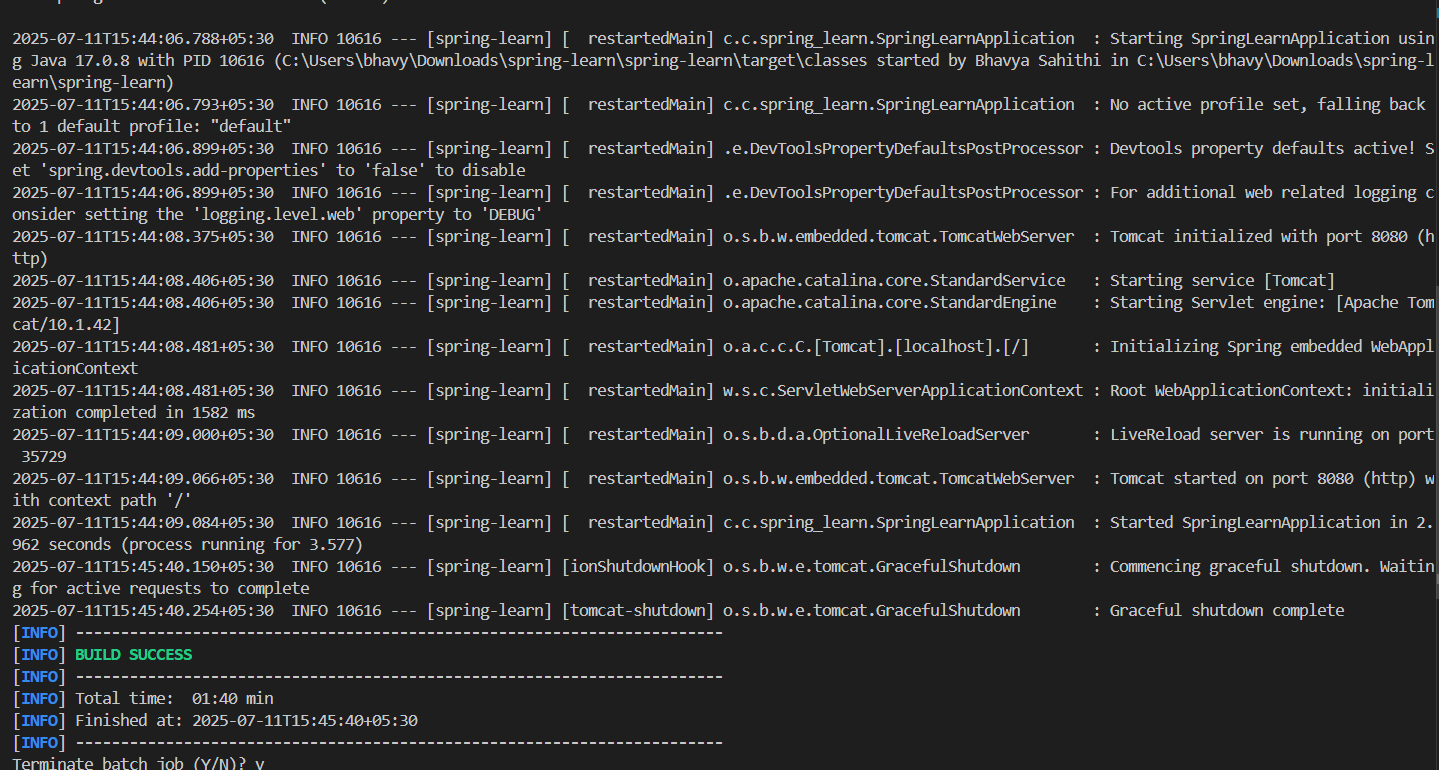 2025-07-11T15:44:06.788+05:30  INFO 10616 --- [spring-learn] [  restartedMain] c.c.spring_learn.SpringLearnApplication  : Starting SpringLearnApplication usin
g Java 17.0.8 with PID 10616 (C:\Users\bhavy\Downloads\spring-learn\spring-learn\target\classes started by Bhavya Sahithi in C:\Users\bhavy\Downloads\spring-l
earn\spring-learn)
2025-07-11T15:44:06.793+05:30  INFO 10616 --- [spring-learn] [  restartedMain] c.c.spring_learn.SpringLearnApplication  : No active profile set, falling back
to 1 default profile: "default"
2025-07-11T15:44:06.899+05:30  INFO 10616 --- [spring-learn] [  restartedMain] .e.DevToolsPropertyDefaultsPostProcessor : Devtools property defaults active! S
et 'spring.devtools.add-properties' to 'false' to disable
2025-07-11T15:44:06.899+05:30  INFO 10616 --- [spring-learn] [  restartedMain] .e.DevToolsPropertyDefaultsPostProcessor : For additional web related logging c
onsider setting the 'logging.level.web' property to 'DEBUG'
2025-07-11T15:44:08.375+05:30  INFO 10616 --- [spring-learn] [  restartedMain] o.s.b.w.embedded.tomcat.TomcatWebServer  : Tomcat initialized with port 8080 (h
ttp)
2025-07-11T15:44:08.406+05:30  INFO 10616 --- [spring-learn] [  restartedMain] o.apache.catalina.core.StandardService   : Starting service [Tomcat]
2025-07-11T15:44:08.406+05:30  INFO 10616 --- [spring-learn] [  restartedMain] o.apache.catalina.core.StandardEngine    : Starting Servlet engine: [Apache Tom
cat/10.1.42]
2025-07-11T15:44:08.481+05:30  INFO 10616 --- [spring-learn] [  restartedMain] o.a.c.c.C.[Tomcat].[localhost].[/]       : Initializing Spring embedded WebAppl
icationContext
2025-07-11T15:44:08.481+05:30  INFO 10616 --- [spring-learn] [  restartedMain] w.s.c.ServletWebServerApplicationContext : Root WebApplicationContext: initiali
zation completed in 1582 ms
2025-07-11T15:44:09.000+05:30  INFO 10616 --- [spring-learn] [  restartedMain] o.s.b.d.a.OptionalLiveReloadServer       : LiveReload server is running on port
 35729
2025-07-11T15:44:09.066+05:30  INFO 10616 --- [spring-learn] [  restartedMain] o.s.b.w.embedded.tomcat.TomcatWebServer  : Tomcat started on port 8080 (http) w
ith context path '/'
2025-07-11T15:44:09.084+05:30  INFO 10616 --- [spring-learn] [  restartedMain] c.c.spring_learn.SpringLearnApplication  : Started SpringLearnApplication in 2.
962 seconds (process running for 3.577)
2025-07-11T15:45:40.150+05:30  INFO 10616 --- [spring-learn] [ionShutdownHook] o.s.b.w.e.tomcat.GracefulShutdown        : Commencing graceful shutdown. Waitin
g for active requests to complete
2025-07-11T15:45:40.254+05:30  INFO 10616 --- [spring-learn] [tomcat-shutdown] o.s.b.w.e.tomcat.GracefulShutdown        : Graceful shutdown complete
[INFO] ------------------------------------------------------------------------
[INFO] BUILD SUCCESS
[INFO] ------------------------------------------------------------------------
[INFO] Total time:  01:40 min
[INFO] Finished at: 2025-07-11T15:45:40+05:30
[INFO] ------------------------------------------------------------------------
Terminate batch job (Y/N)? y